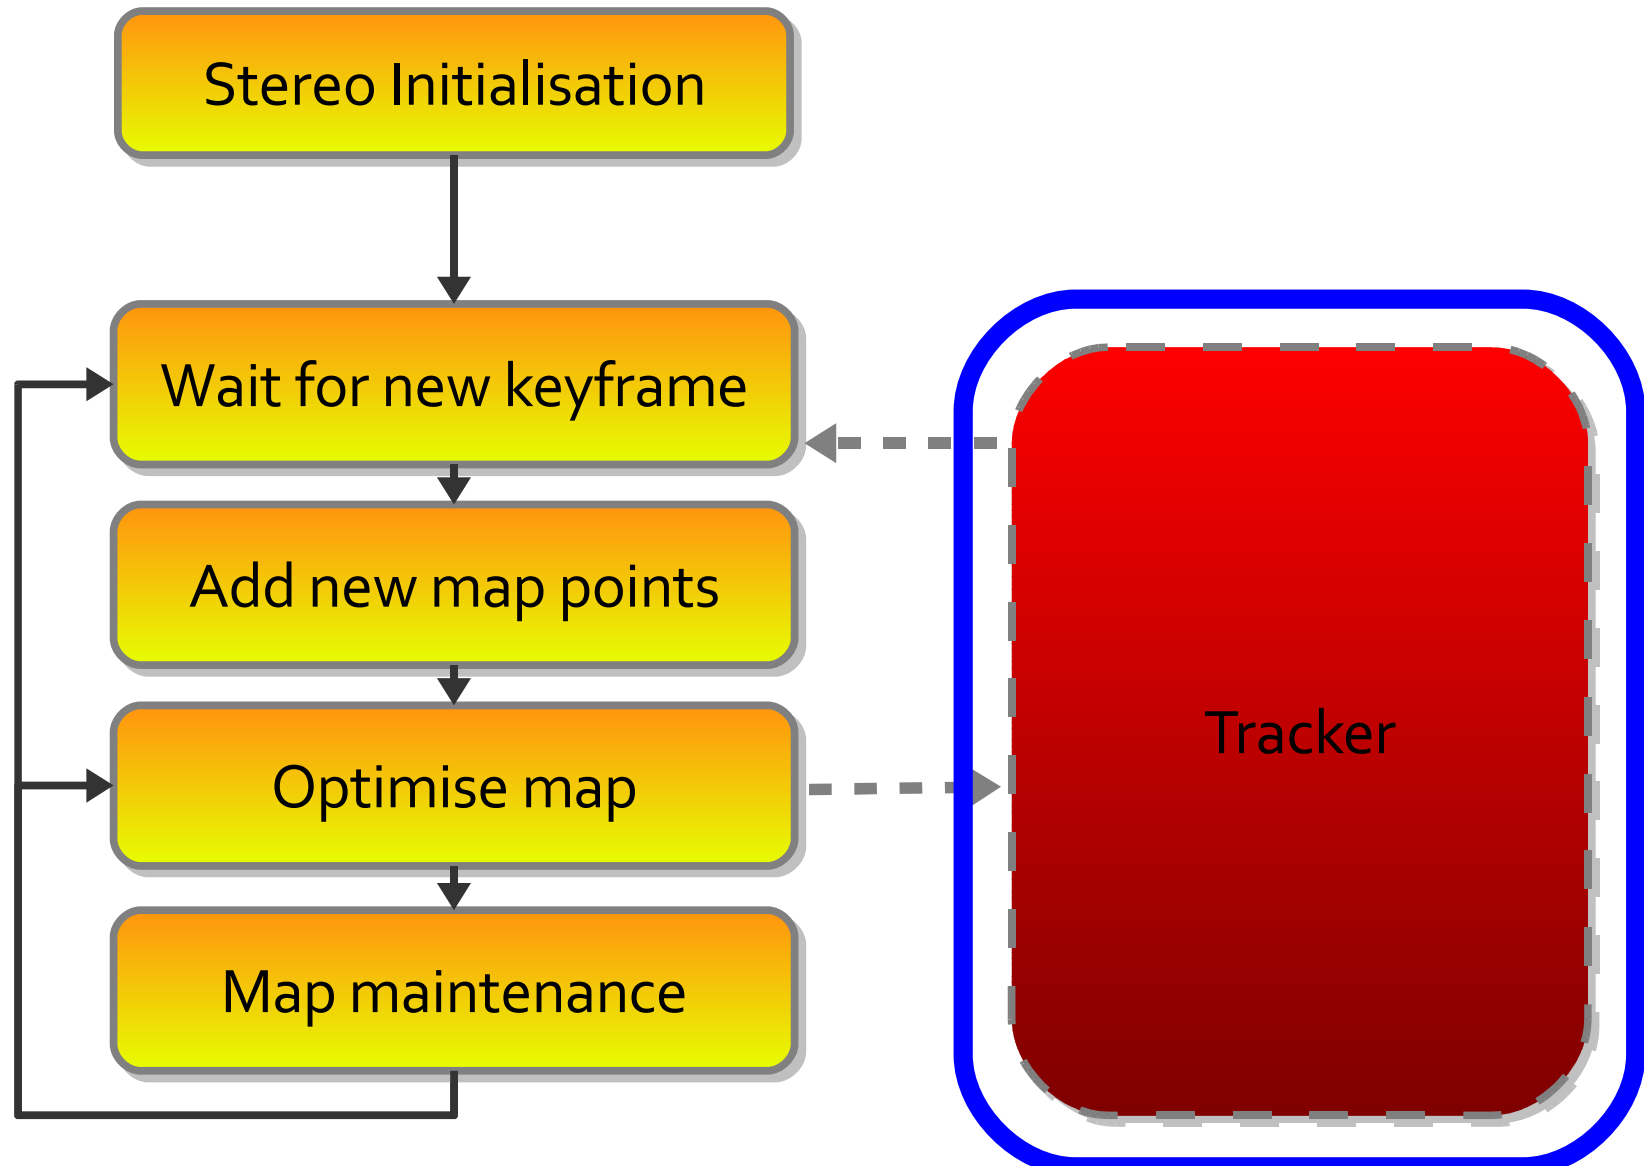 Stereo Initialisation
Wait for new keyframe
Add new map points
Optimise map
Map maintenance
Tracker